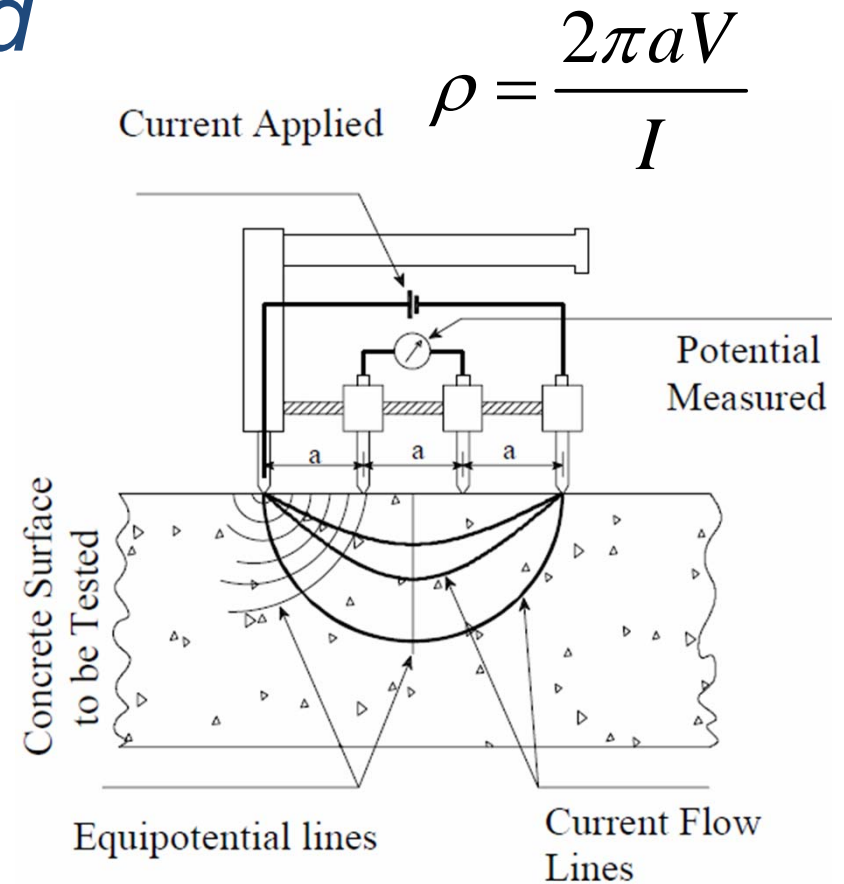 d
ρ = 2πaV / I
Current Applied
Potential
Measured
a a a
Concrete Surface
to be Tested
Equipotential lines
Current Flow
Lines